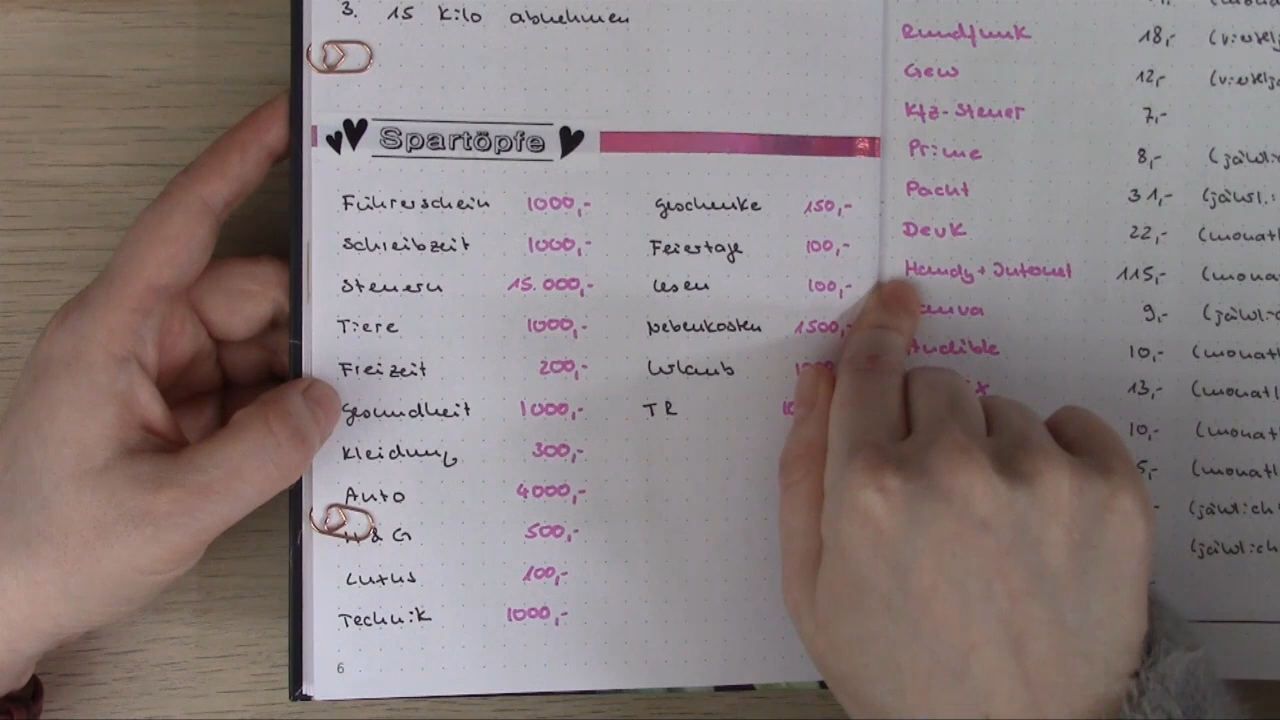 3. 15 Kilo abnehmen
Spartöpfe
Führerschein 1000,-
Schreibzeit 1000,-
Steuern 15.000,-
Tiere 1000,-
Freizeit 200,-
Gesundheit 1000,-
Kleidung 300,-
Auto 4000,-
& G 500,-
Luxus 100,-
Technik 1000,-
Geschenke 150,-
Feiertage 100,-
Lesen 100,-
Nebenkosten 1500,-
Urlaub
TR
6
Rundfunk 18,-
Gew 12,-
Kfz-Steuer 7,-
Prime 8,-
Pacht 31,-
Devk 22,-
Handy + Internet 115,-
9,-
Audible 10,-
13,-
10,-
5,-